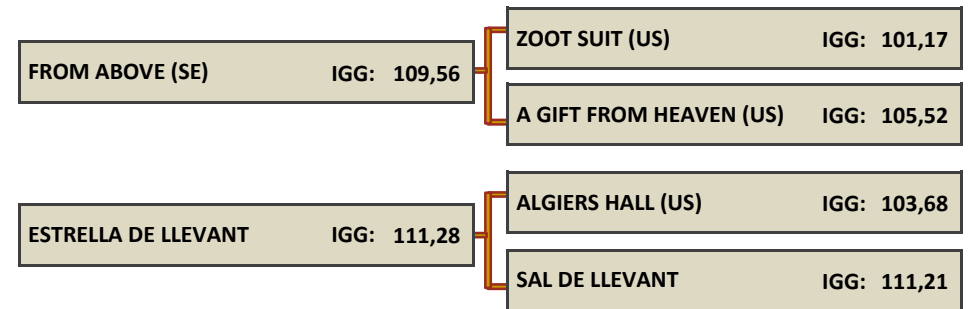 ZOOT SUIT (US) IGG: 101,17
FROM ABOVE (SE) IGG: 109,56
A GIFT FROM HEAVEN (US) IGG: 105,52
ALGIERS HALL (US) IGG: 103,68
ESTRELLA DE LLEVANT IGG: 111,28
SAL DE LLEVANT IGG: 111,21